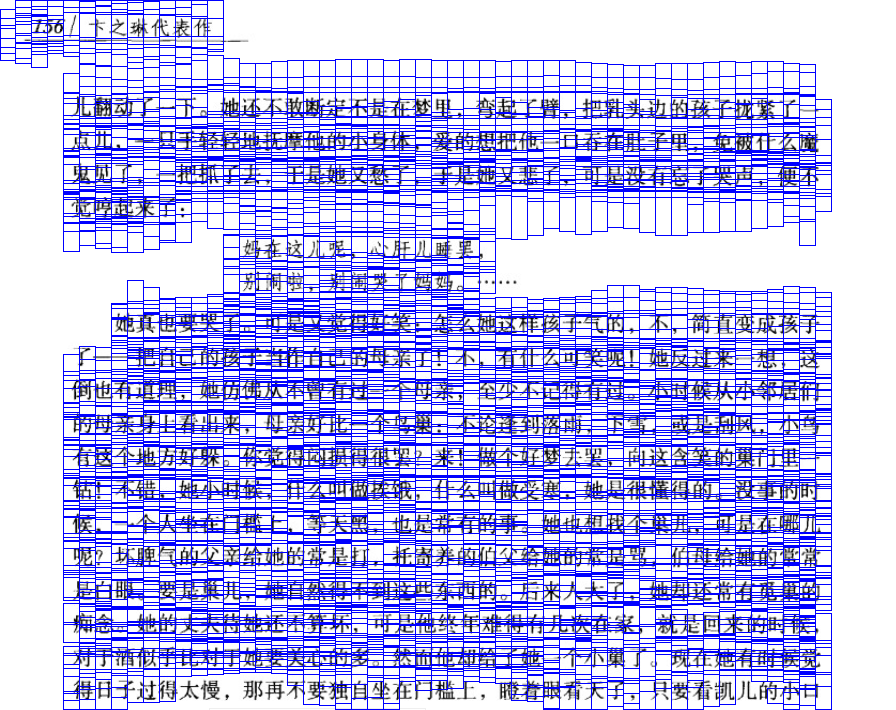 156/ 卞之琳代表作
儿翻动了一下。她还不敢断定不是在梦里，弯起了臂，把乳头边的孩子拢紧了一
点儿，一只手轻轻地抚摩他的小身体，爱的想把他一口吞在肚子里，免被什么魔
鬼见了，一把抓了去，于是她又愁了，于是她又悲了，可是没有忘了哭声，便不
觉哼起来了：
妈在这儿呢，心肝儿睡罢，
别闹啦，别闹哭了妈妈。……
她真也要哭了。可是又觉得好笑：怎么她这样孩子气的，不，简直变成孩子
了——把自己的孩子当作自己的母亲了！不，有什么可笑呢！她反过来一想，这
倒也有道理，她仿佛从不曾有过一个母亲，至少不记得有过。小时候从小邻居们
的母亲身上看出来，母亲好比一个鸟巢：不论逢到落雨，下雪，或是刮风，小鸟
有这个地方好躲。你觉得闷损得很罢？来！做个好梦去罢，向这含笑的巢门里
钻！不错，她小时候，什么叫做挨饿，什么叫做受寒，她是很懂得的，没事的时
候，一个人坐在门槛上，等天黑，也是常有的事。她也想找个巢儿，可是在哪儿
呢？坏脾气的父亲给她的常是打，托寄养的伯父给她的常是骂，伯母给她的常常
是白眼。要是巢儿，她自然得不到这些东西的。后来人大了，她却还常有觅巢的
痴念。她的丈夫待她还不算坏，可是他终年难得有几次在家，就是回来的时候，
对于酒似乎比对于她要关心的多。然而他却给了她一个小巢了。现在她有时候觉
得日子过得太慢，那再不要独自坐在门槛上，瞪着眼看天了，只要看凯儿的小口